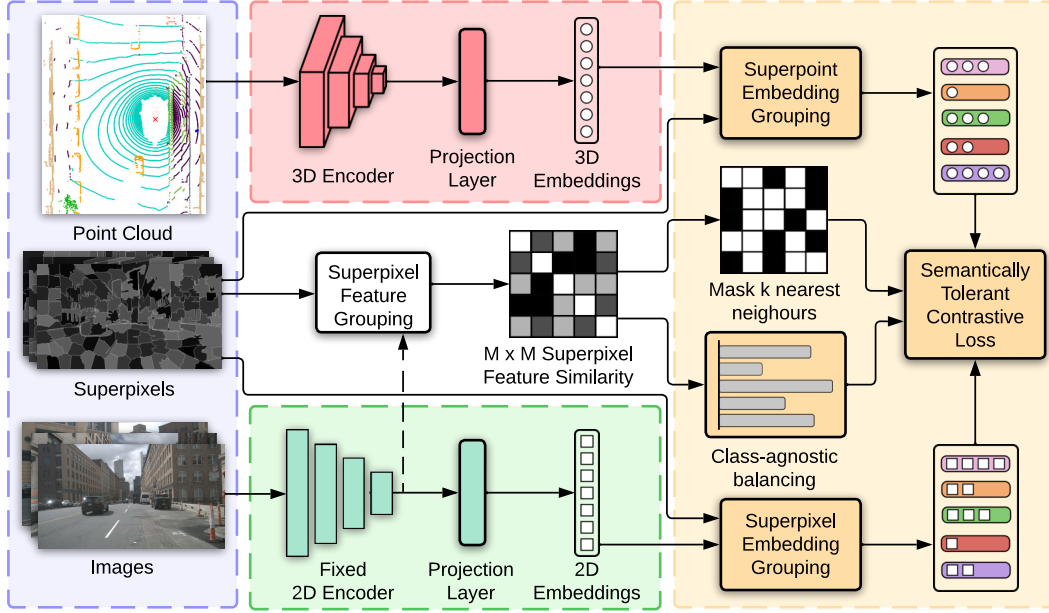 Point Cloud
Superpixels
Images
3D Encoder
Projection
Layer
3D
Embeddings
Superpixel
Feature
Grouping
M x M Superpixel
Feature Similarity
Fixed
2D Encoder
Projection
Layer
2D
Embeddings
Superpoint
Embedding
Grouping
Mask k nearest
neighours
Class-agnostic
balancing
Superpixel
Embedding
Grouping
Semantically
Tolerant
Contrastive
Loss